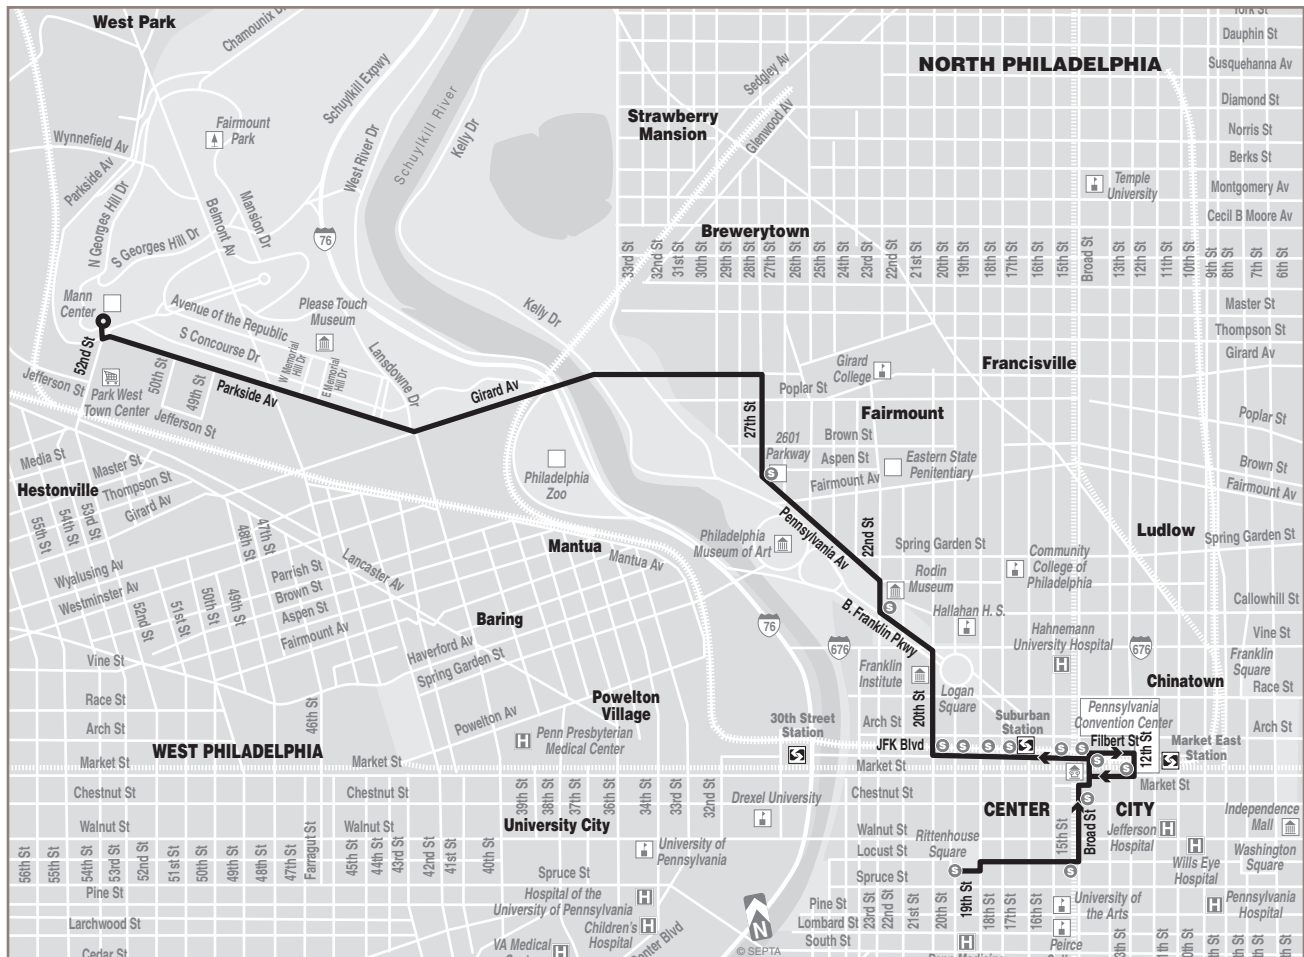 West Park
Chamounix Dr
York St
Dauphin St
NORTH PHILADELPHIA
Susquehanna Av
Schuylkill Expwy
Sedgley Av
Schuylkill River
Diamond St
Strawberry
Mansion
Glenwood Av
Fairmount
Park
Wynnefield Av
Kelly Dr
Norris St
West River Dr
Berks St
Parkside Av
Temple
University
Montgomery Av
N Georges Hill Dr
S Georges Hill Dr
Belmont Av
Mansion Dr
Cecil B Moore Av
76
Brewerytown
33rd St
32nd St
31st St
30th St
29th St
28th St
27th St
26th St
25th St
24th St
23rd St
22nd St
21st St
20th St
19th St
18th St
17th St
16th St
15th St
Broad St
13th St
12th St
11th St
10th St
9th St
8th St
7th St
6th St
Mann
Center
Avenue of the Republic
Please Touch
Museum
Kelly Dr
Master St
Thompson St
S Concourse Dr
Girard Av
52nd St
W Memorial
Hill Dr
E Memorial
Hill Dr
Lansdowne Dr
Girard
College
Francisville
Jefferson St
Park West
Town Center
50th St
49th St
Parkside Av
Girard Av
Poplar St
Jefferson St
27th St
Fairmount
Poplar St
2601
Parkway
Brown St
Media St
Master St
Aspen St
Eastern State
Penitentiary
Brown St
Hestonville
Thompson St
Girard Av
Philadelphia
Zoo
Fairmount Av
Fairmount Av
55th St
54th St
53rd St
48th St
47th St
Pennsylvania Av
22nd St
Ludlow
Spring Garden St
Mantua
Mantua Av
Philadelphia
Museum of Art
Spring Garden St
Community
College of
Philadelphia
Wyalusing Av
Westminster Av
Lancaster Av
Parrish St
Brown St
Aspen St
Fairmount Av
Rodin
Museum
52nd St
51st St
50th St
49th St
Baring
B. Franklin Pkwy
Hallahan H. S.
Callowhill St
76
676
Hahnemann
University Hospital
676
Vine St
Haverford Av
Spring Garden St
Vine St
Franklin
Institute
Franklin
Square
Chinatown
Race St
46th St
Powelton
Village
20th St
Logan
Square
Race St
Pennsylvania
Convention Center
Arch St
Powelton Av
30th Street
Station
Arch St
Suburban
Station
Arch St
Penn Presbyterian
Medical Center
JFK Blvd
Filbert St
12th St
Market East
Station
WEST PHILADELPHIA
Market St
Market St
Market St
Market St
Chestnut St
Chestnut St
39th St
38th St
37th St
36th St
34th St
33rd St
32nd St
Drexel University
Chestnut St
CENTER
CITY
Independence
Mall
Walnut St
Walnut St
University City
Walnut St
Rittenhouse
Square
15th St
Broad St
Jefferson
Hospital
Locust St
56th St
55th St
54th St
53rd St
52nd St
51st St
50th St
49th St
48th St
47th St
Farragut St
45th St
44th St
43rd St
42nd St
41st St
40th St
University of
Pennsylvania
Washington
Square
Wills Eye
Hospital
Spruce St
Spruce St
Pine St
Hospital of the
University of Pennsylvania
Pine St
23rd St
22nd St
21st St
20th St
19th St
18th St
17th St
16th St
University of
the Arts
Pennsylvania
Hospital
Larchwood St
Children's
Hospital
Lombard St
N
South St
Peirce
Cedar St
VA Medical
© SEPTA